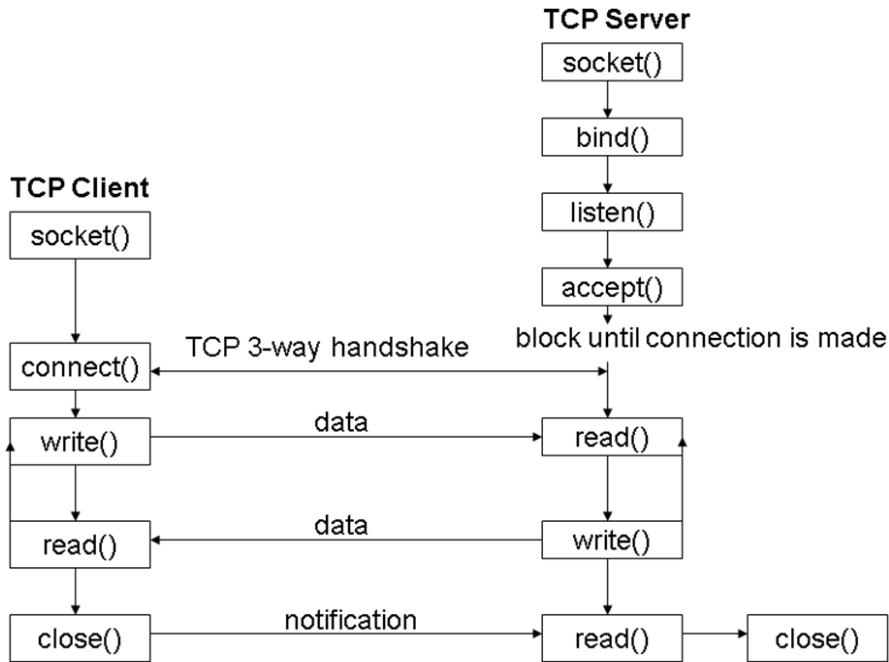 TCP Server
socket()
bind()
TCP Client
listen()
socket()
accept()
block until connection is made
TCP 3-way handshake
connect()
data
write()
read()
data
read()
write()
notification
close()
read()
close()